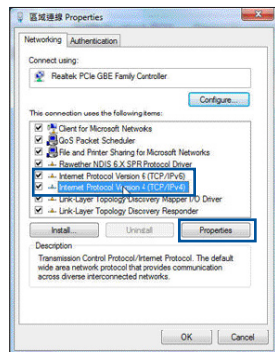 區域連線 Properties
Networking Authentication
Connect using:
Realtek PCIe GBE Family Controller
Configure...
This connection uses the following items:
Client for Microsoft Networks
QoS Packet Scheduler
File and Printer Sharing for Microsoft Networks
Rawether NDIS 6.X SPR Protocol Driver
Internet Protocol Version 6 (TCP/IPv6)
Internet Protocol Version 4 (TCP/IPv4)
Link-Layer Topology Discovery Mapper I/O Driver
Link-Layer Topology Discovery Responder
Install... Uninstall Properties
Description
Transmission Control Protocol/Internet Protocol. The default
wide area network protocol that provides communication
across diverse interconnected networks.
OK Cancel